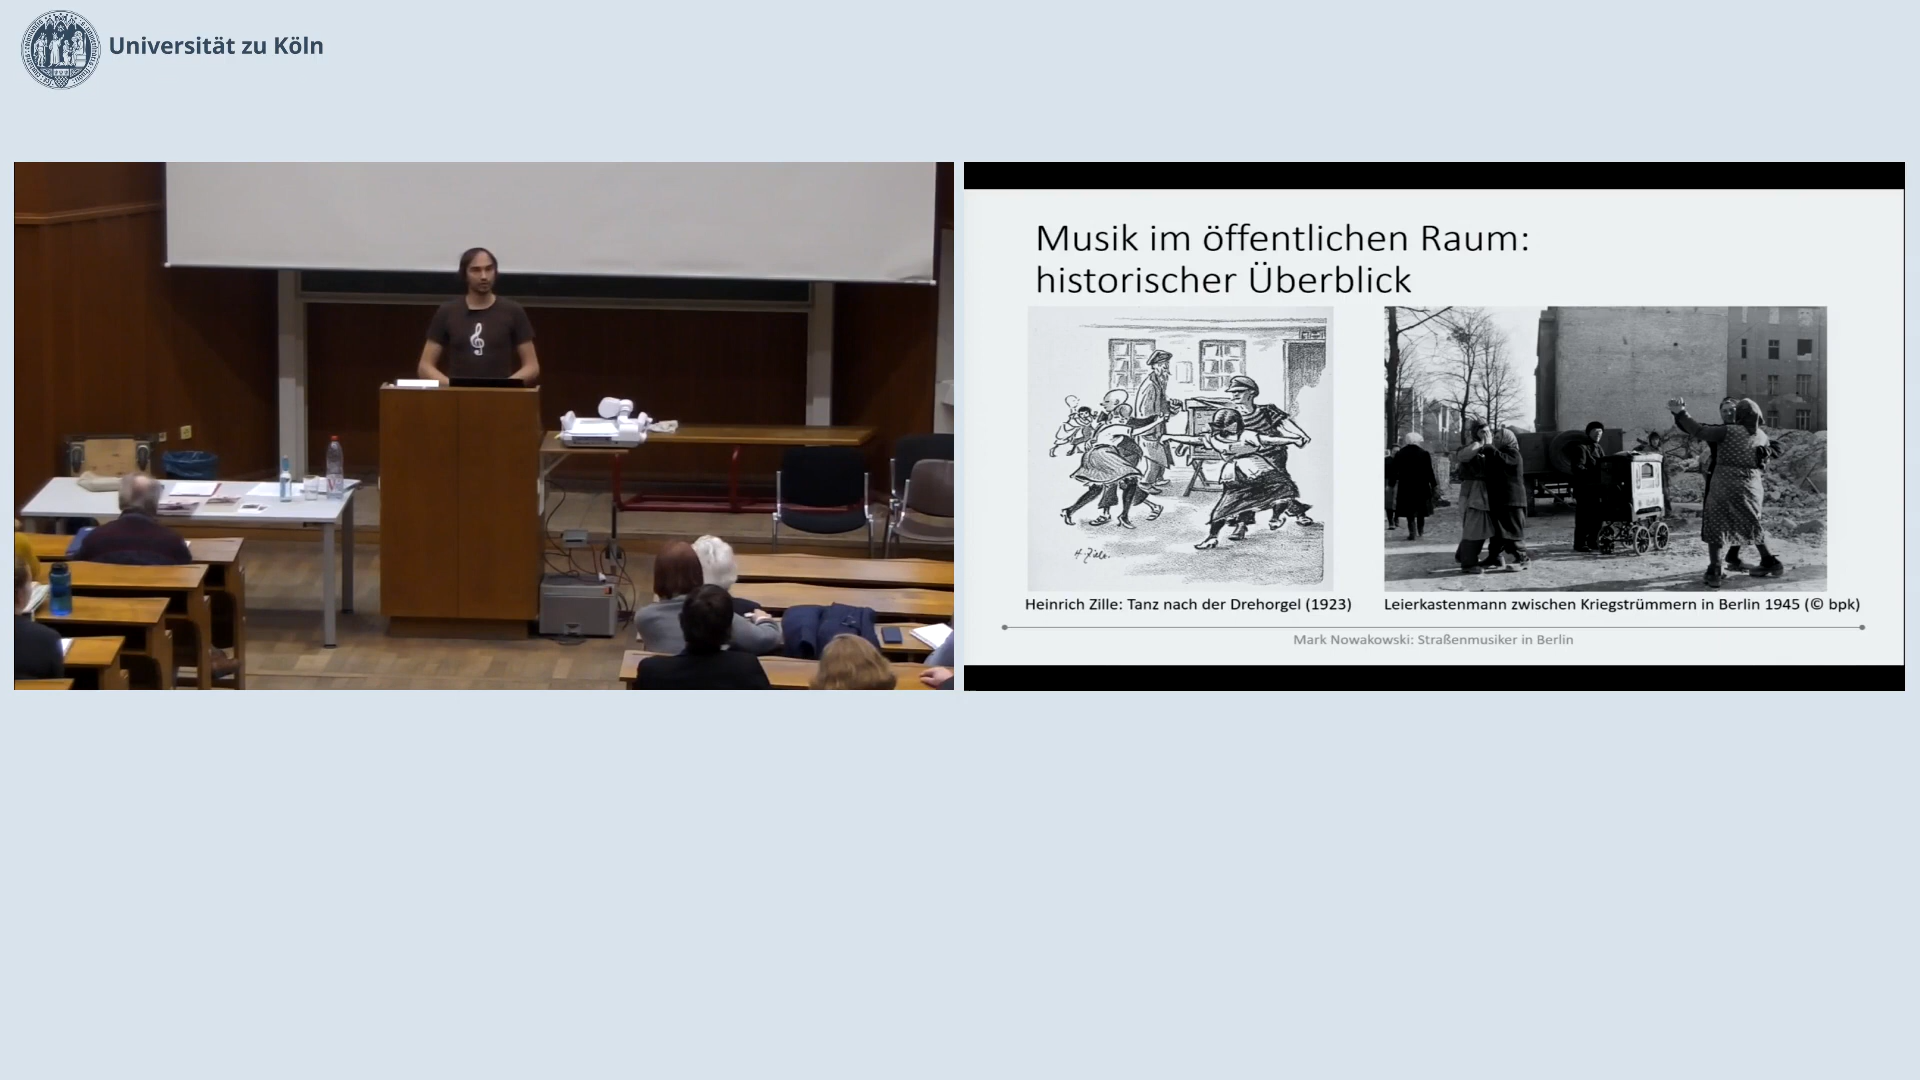 Universität zu Köln
Musik im öffentlichen Raum:
historischer Überblick
H. Zille.
Heinrich Zille: Tanz nach der Drehorgel (1923)
Leierkastenmann zwischen Kriegstrümmern in Berlin 1945 (© bpk)
Mark Nowakowski: Straßenmusiker in Berlin